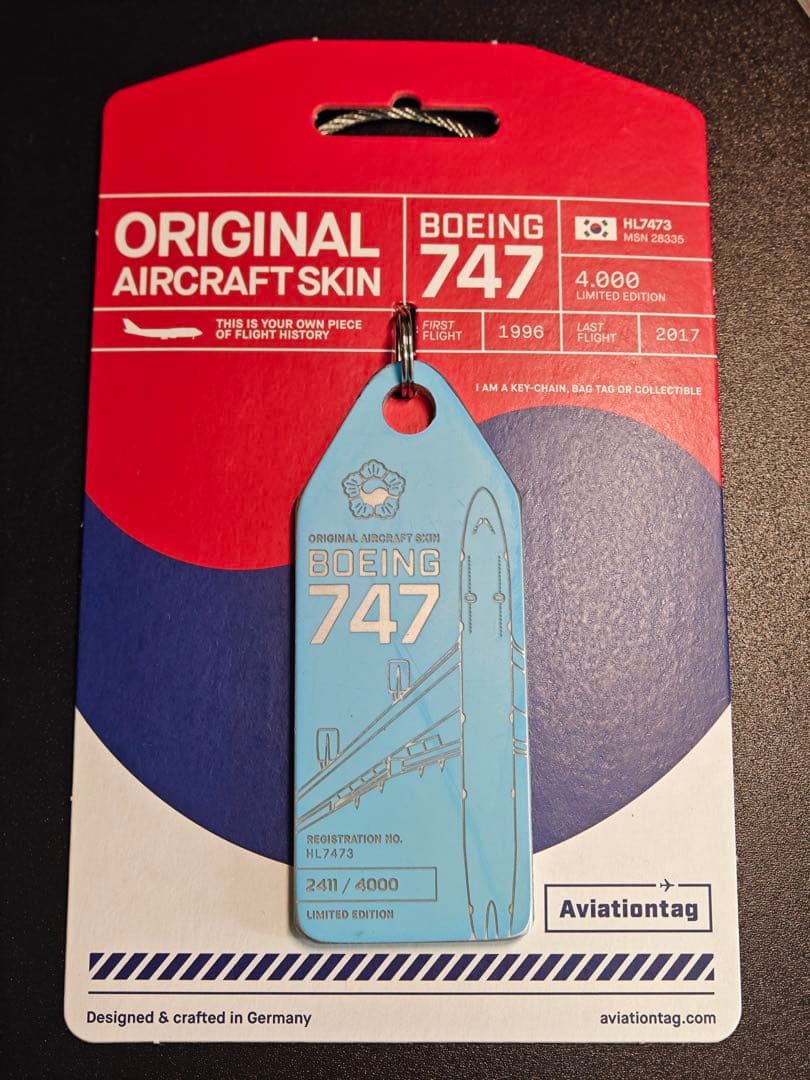 ORIGINAL
AIRCRAFT SKIN
BOEING
747
HL7473
MSN 28335
4.000
LIMITED EDITION
THIS IS YOUR OWN PIECE
OF FLIGHT HISTORY
FIRST
FLIGHT
1996
LAST
FLIGHT
2017
I AM A KEY-CHAIN, BAG TAG OR COLLECTIBLE
ORIGINAL AIRCRAFT SKIN
BOEING
747
REGISTRATION NO.
HL7473
2411 / 4000
LIMITED EDITION
Aviationtag
Designed & crafted in Germany
aviationtag.com